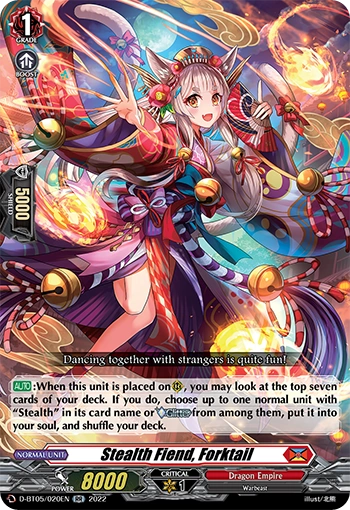 1
GRADE
BOOST
5000
SHIELD
Dancing together with strangers is quite fun!
AUTO:When this unit is placed on , you may look at the top seven
cards of your deck. If you do, choose up to one normal unit with
"Stealth" in its card name or from among them, put it into
your soul, and shuffle your deck.
NORMAL UNIT
Stealth Fiend, Forktail
POWER 8000
CRITICAL
1
Dragon Empire
Warbeast
D-BT05/020EN RR 2022
illust/北熊